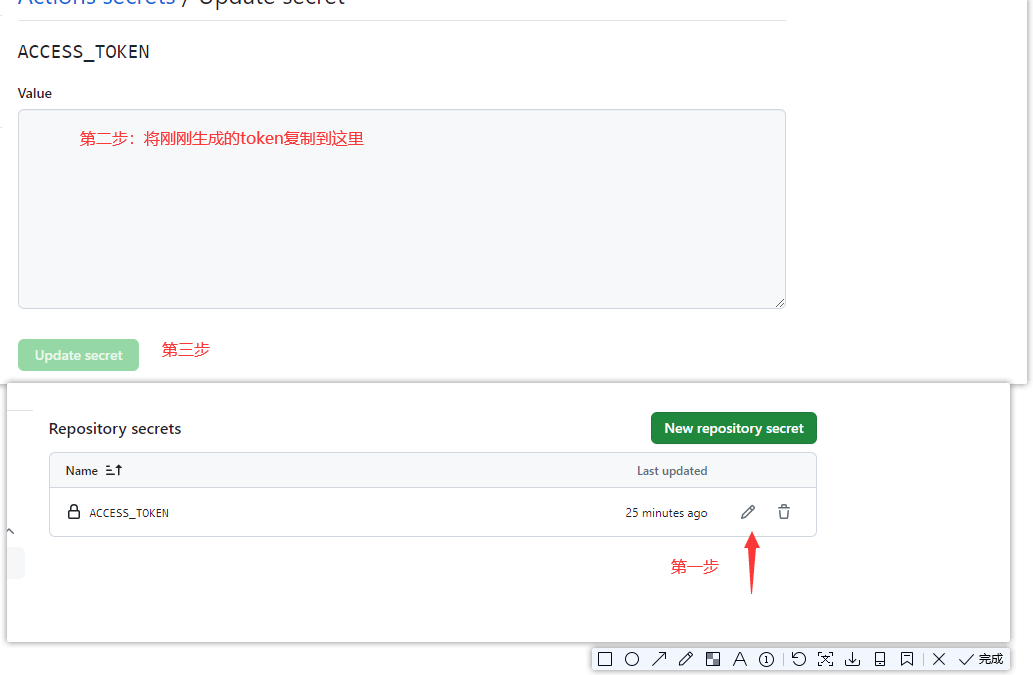 Actions secrets / Update secret
ACCESS_TOKEN
Value
第二步：将刚刚生成的token复制到这里
Update secret
第三步
Repository secrets
New repository secret
Name
Last updated
ACCESS_TOKEN
25 minutes ago
第一步
完成